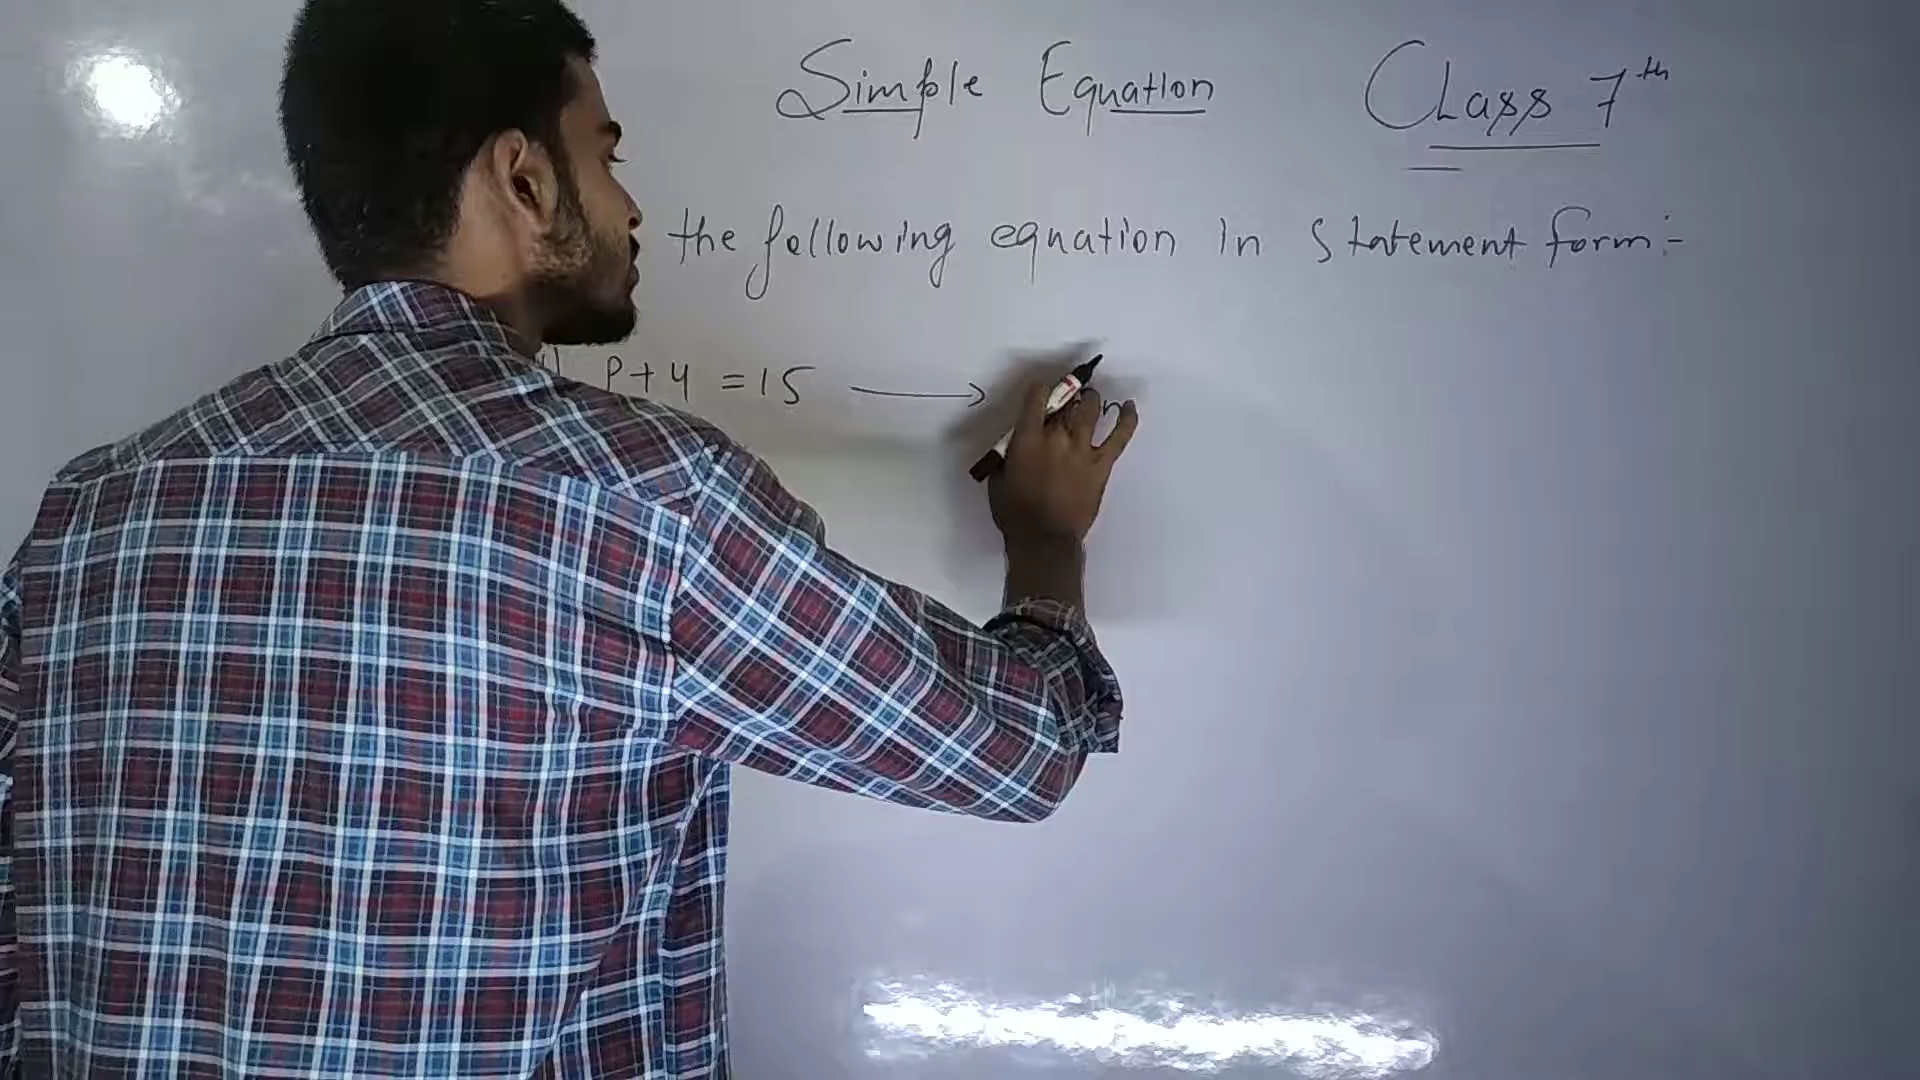 Simple Equation Class 7th
the following equation in statement form:-
P+4 = 15 →